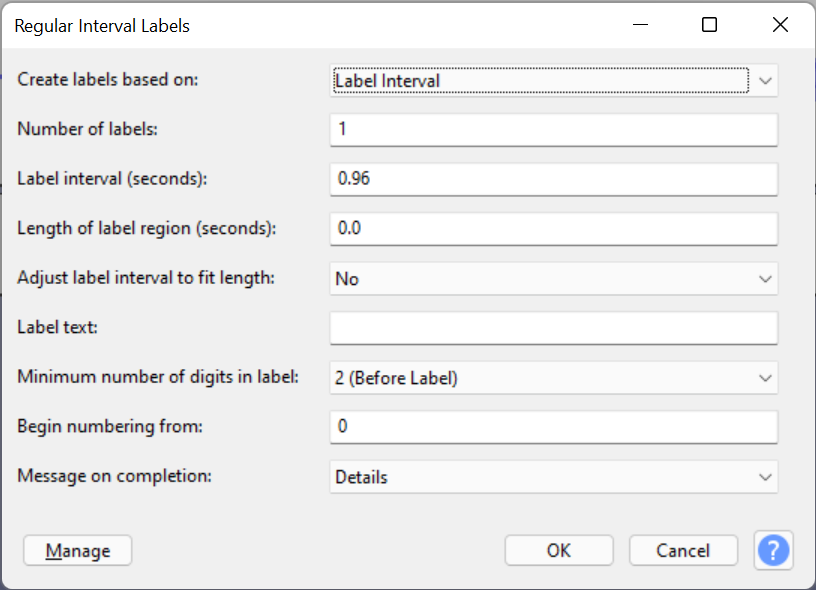 Regular Interval Labels
Create labels based on: Label Interval
Number of labels: 1
Label interval (seconds): 0.96
Length of label region (seconds): 0.0
Adjust label interval to fit length: No
Label text:
Minimum number of digits in label: 2 (Before Label)
Begin numbering from: 0
Message on completion: Details
Manage OK Cancel ?